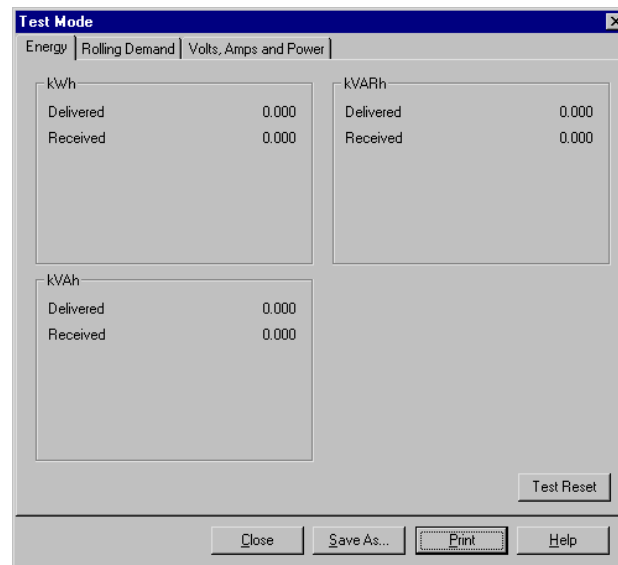 Test Mode
Energy Rolling Demand Volts, Amps and Power
kWh
Delivered 0.000
Received 0.000
kVARh
Delivered 0.000
Received 0.000
kVAh
Delivered 0.000
Received 0.000
Test Reset
Close Save As... Print Help